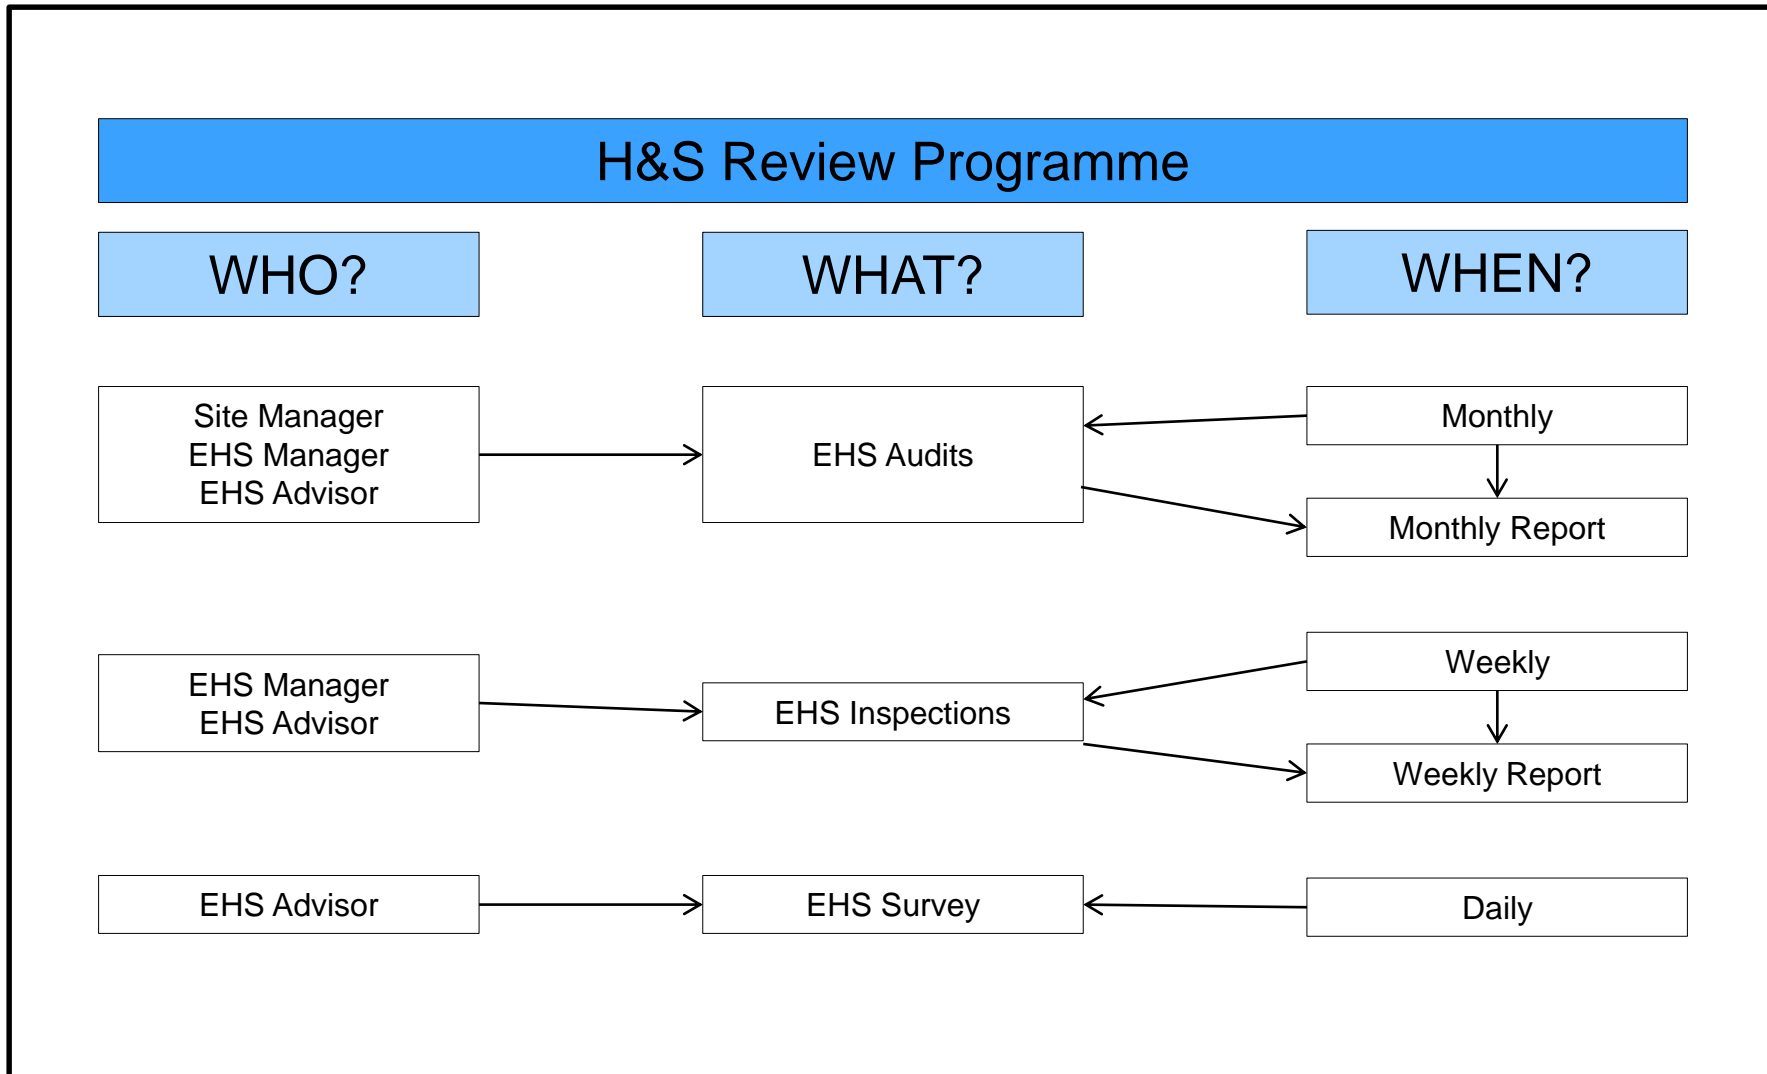 H&S Review Programme
WHO?
WHAT?
WHEN?
Site Manager
EHS Manager
EHS Advisor
EHS Audits
Monthly
Monthly Report
EHS Manager
EHS Advisor
EHS Inspections
Weekly
Weekly Report
EHS Advisor
EHS Survey
Daily